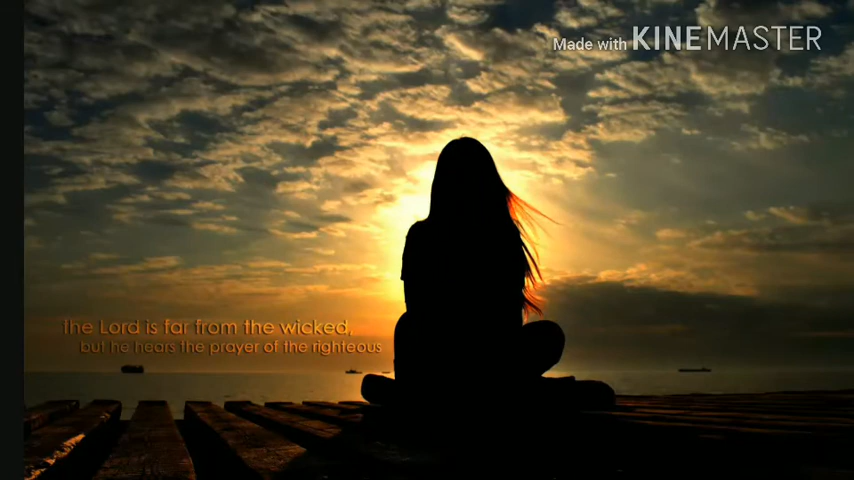 Made with KINEMASTER
the Lord is far from the wicked,
but he hears the prayer of the righteous